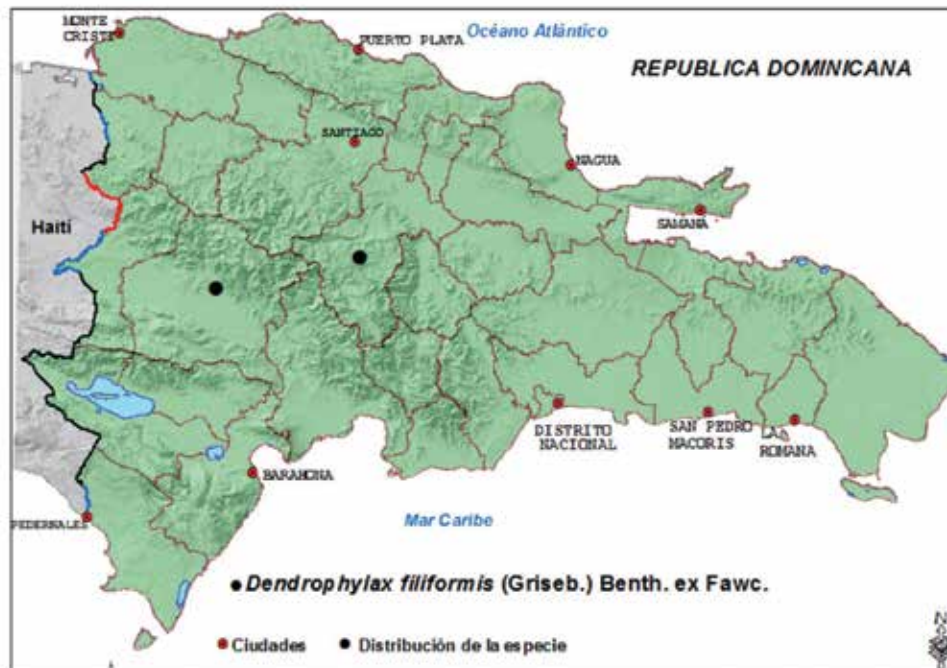 MONTE
CRISTI
PUERTO PLATA
Océano Atlántico
REPUBLICA DOMINICANA
SANTIAGO
NAGUA
SAMANA
Haití
DISTRITO
NACIONAL
SAN PEDRO
MACORIS
LA
ROMANA
BARAHONA
PEDERNALES
Mar Caribe
Dendrophylax filiformis (Griseb.) Benth. ex Fawc.
Ciudades
Distribución de la especie